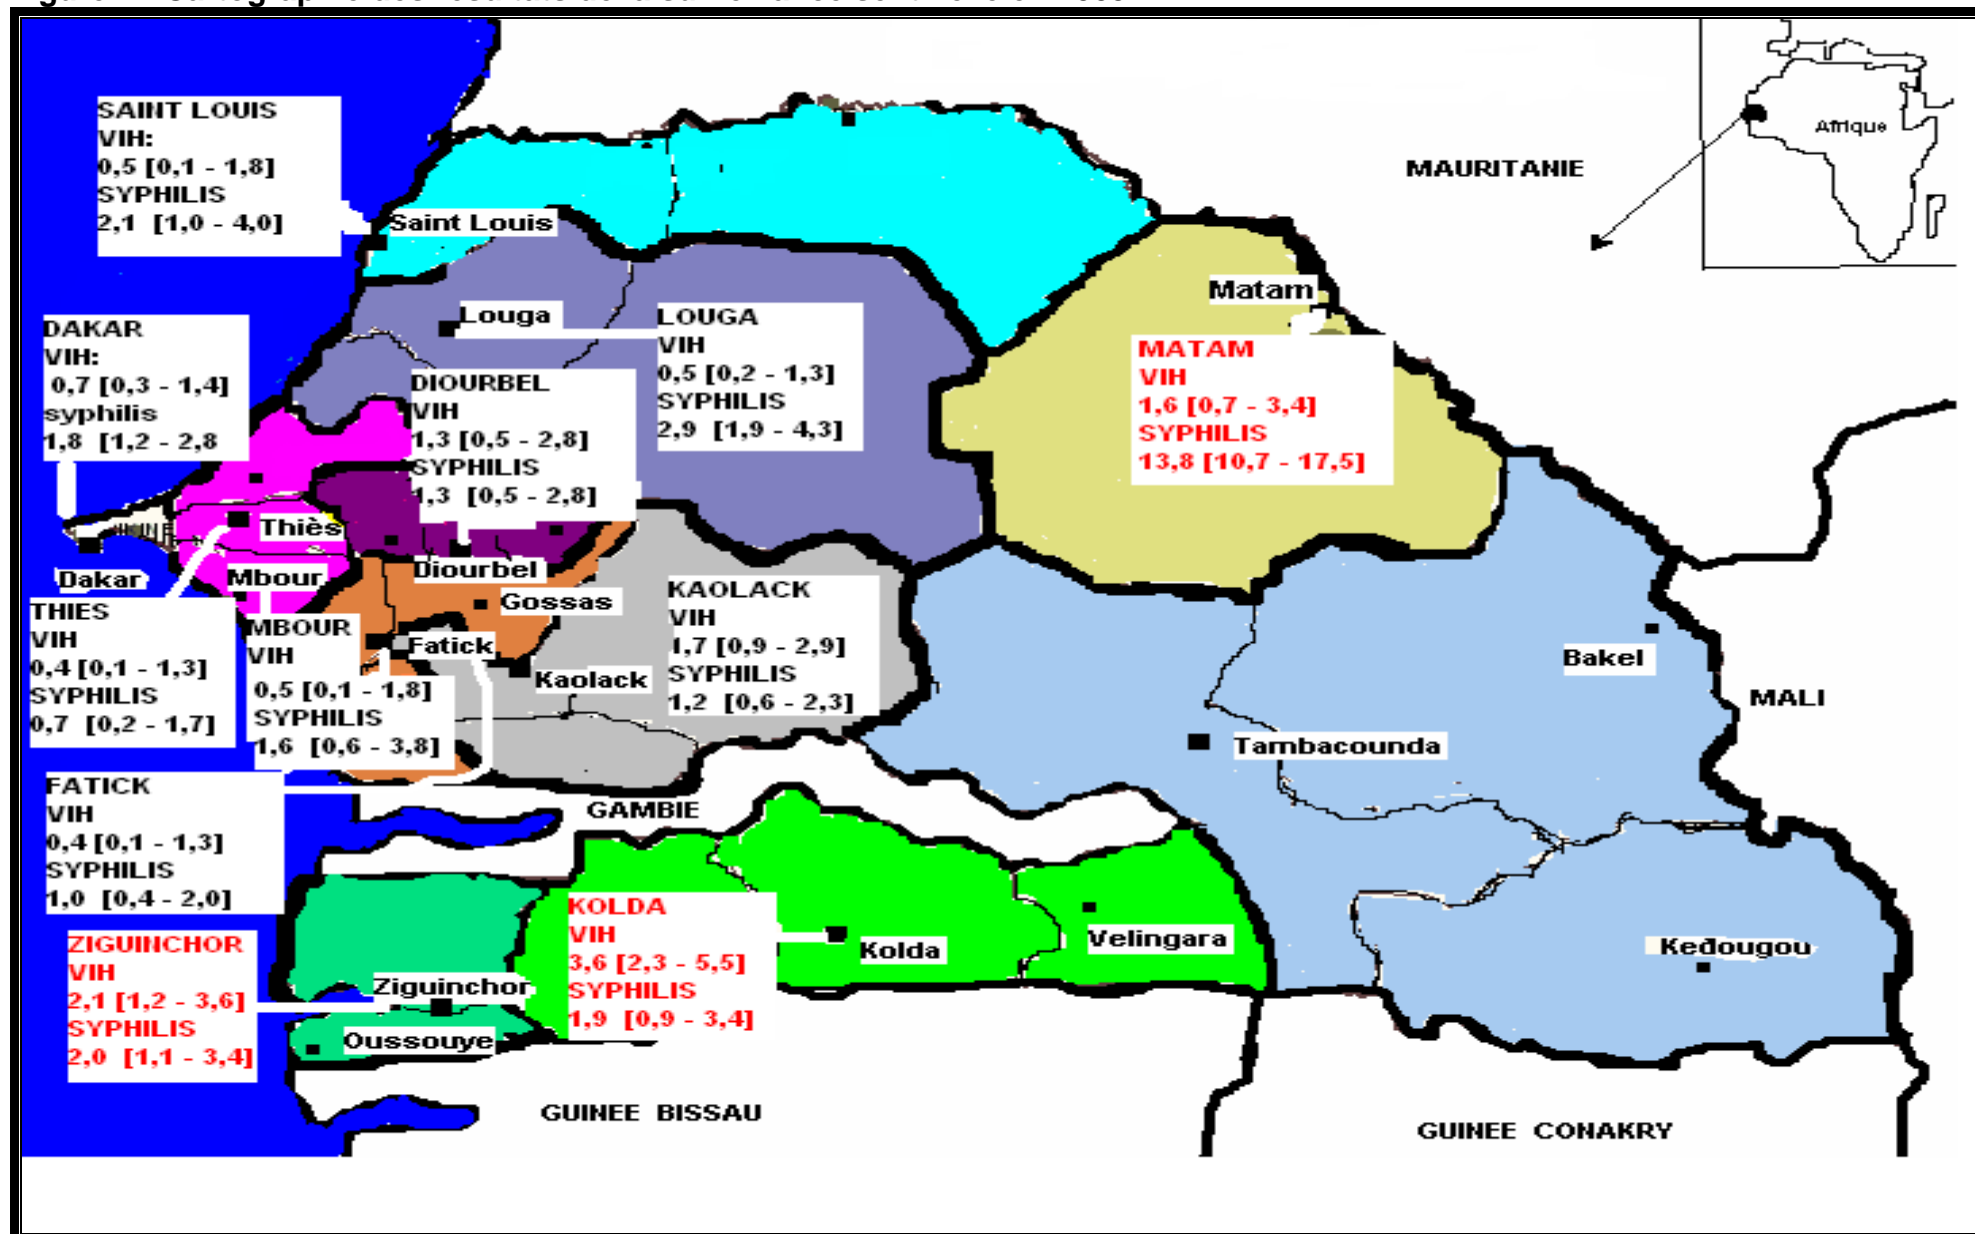 SAINT LOUIS
VIH:
0,5 [0,1 - 1,8]
SYPHILIS
2,1 [1,0 - 4,0]
Saint Louis
MAURITANIE
Afrique
DAKAR
VIH:
0,7 [0,3 - 1,4]
syphilis
1,8 [1,2 - 2,8
Louga
LOUGA
VIH
0,5 [0,2 - 1,3]
SYPHILIS
2,9 [1,9 - 4,3]
Matam
MATAM
VIH
1,6 [0,7 - 3,4]
SYPHILIS
13,8 [10,7 - 17,5]
DIOURBEL
VIH
1,3 [0,5 - 2,8]
SYPHILIS
1,3 [0,5 - 2,8]
Thiès
Dakar
Mbour
Diourbel
Gossas
Fatick
Kaolack
THIES
VIH
0,4 [0,1 - 1,3]
SYPHILIS
0,7 [0,2 - 1,7]
MBOUR
VIH
0,5 [0,1 - 1,8]
SYPHILIS
1,6 [0,6 - 3,8]
KAOLACK
VIH
1,7 [0,9 - 2,9]
SYPHILIS
1,2 [0,6 - 2,3]
Bakel
MALI
Tambacounda
FATICK
VIH
0,4 [0,1 - 1,3]
SYPHILIS
1,0 [0,4 - 2,0]
GAMBIE
ZIGUINCHOR
VIH
2,1 [1,2 - 3,6]
SYPHILIS
2,0 [1,1 - 3,4]
Ziguinchor
Oussouye
KOLDA
VIH
3,6 [2,3 - 5,5]
SYPHILIS
1,9 [0,9 - 3,4]
Kolda
Velingara
Kedougou
GUINEE BISSAU
GUINEE CONAKRY